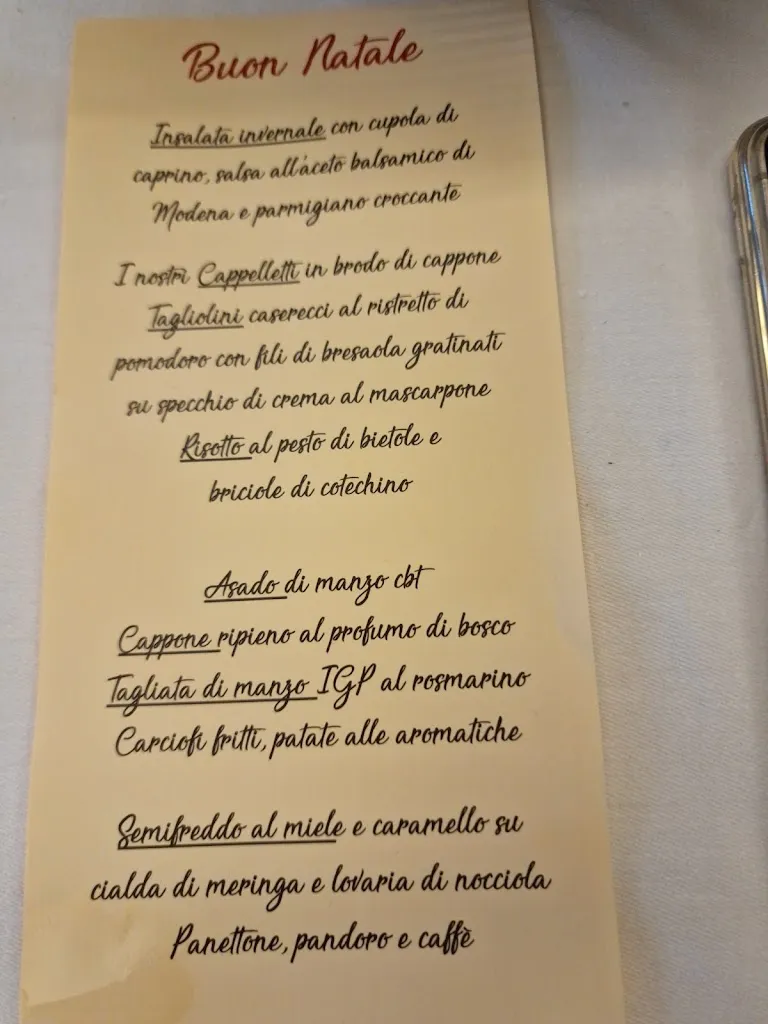 Buon Natale
Insalata invernale con cupola di
caprino, salsa all'aceto balsamico di
Modena e parmigiano croccante
I nostri Cappelletti in brodo di cappone
Tagliolini caserecci al ristretto di
pomodoro con fili di bresaola gratinati
su specchio di crema al mascarpone
Risotto al pesto di bietole e
briciole di cotechino
Asado di manzo cbt
Cappone ripieno al profumo di bosco
Tagliata di manzo IGP al rosmarino
Carciofi fritti, patate alle aromatiche
Semifreddo al miele e caramello su
cialda di meringa e lovaria di nocciola
Panettone, pandoro e caffè